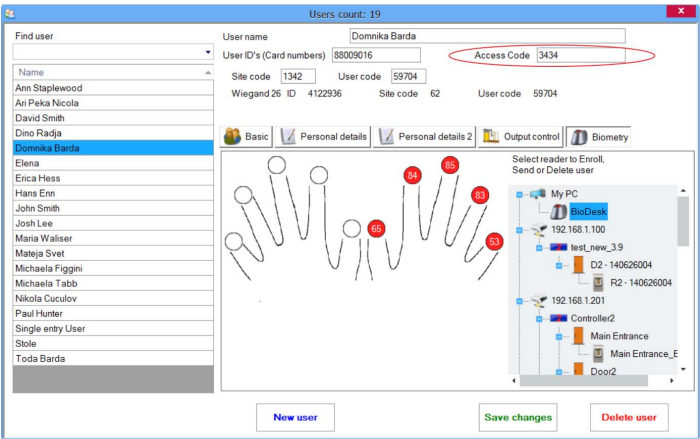 Users count: 19
x
Find user
Name
Ann Staplewood
Ari Peka Nicola
David Smith
Dino Radja
Domnika Barda
Elena
Erica Hess
Hans Enn
John Smith
Josh Lee
Maria Waliser
Mateja Svet
Michaela Figgini
Michaela Tabb
Nikola Cuculov
Paul Hunter
Single entry User
Stole
Toda Barda
User name Domnika Barda
User ID's (Card numbers) 88009016 Access Code 3434
Site code 1342 User code 59704
Wiegand 26 ID 4122936 Site code 62 User code 59704
Basic Personal details Personal details 2 Output control Biometry
65
84
85
83
53
Select reader to Enroll,
Send or Delete user
My PC
BioDesk
192.168.1.100
test_new_3.9
D2 - 140626004
R2 - 140626004
192.168.1.201
Controller2
Main Entrance
Main Entrance_E
Door2
New user Save changes Delete user